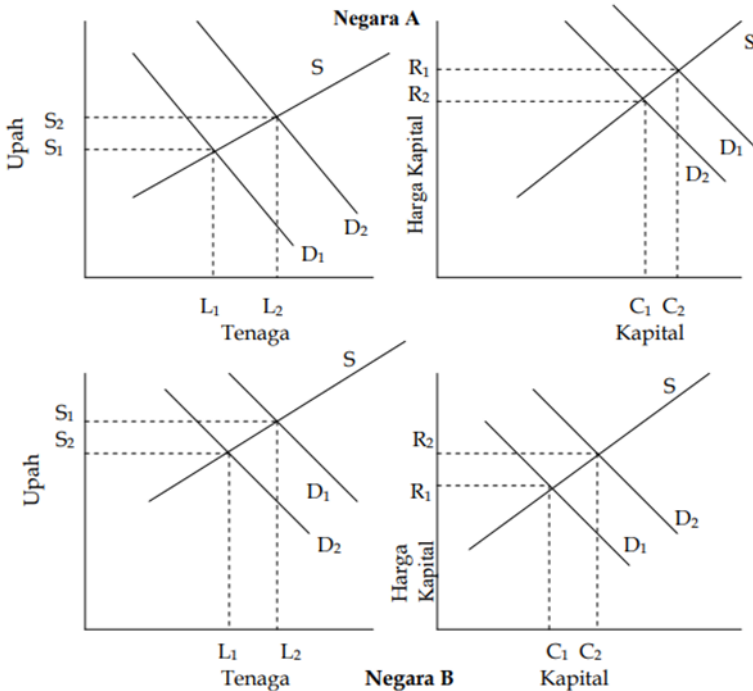 Negara A
Upah
S₂
S₁
S
D₂
D₁
L₁ L₂
Tenaga
Harga Kapital
R₁
R₂
S
D₁
D₂
C₁ C₂
Kapital
Upah
S₁
S₂
S
D₁
D₂
L₁ L₂
Tenaga
Harga
Kapital
R₂
R₁
S
D₂
D₁
C₁ C₂
Kapital
Negara B